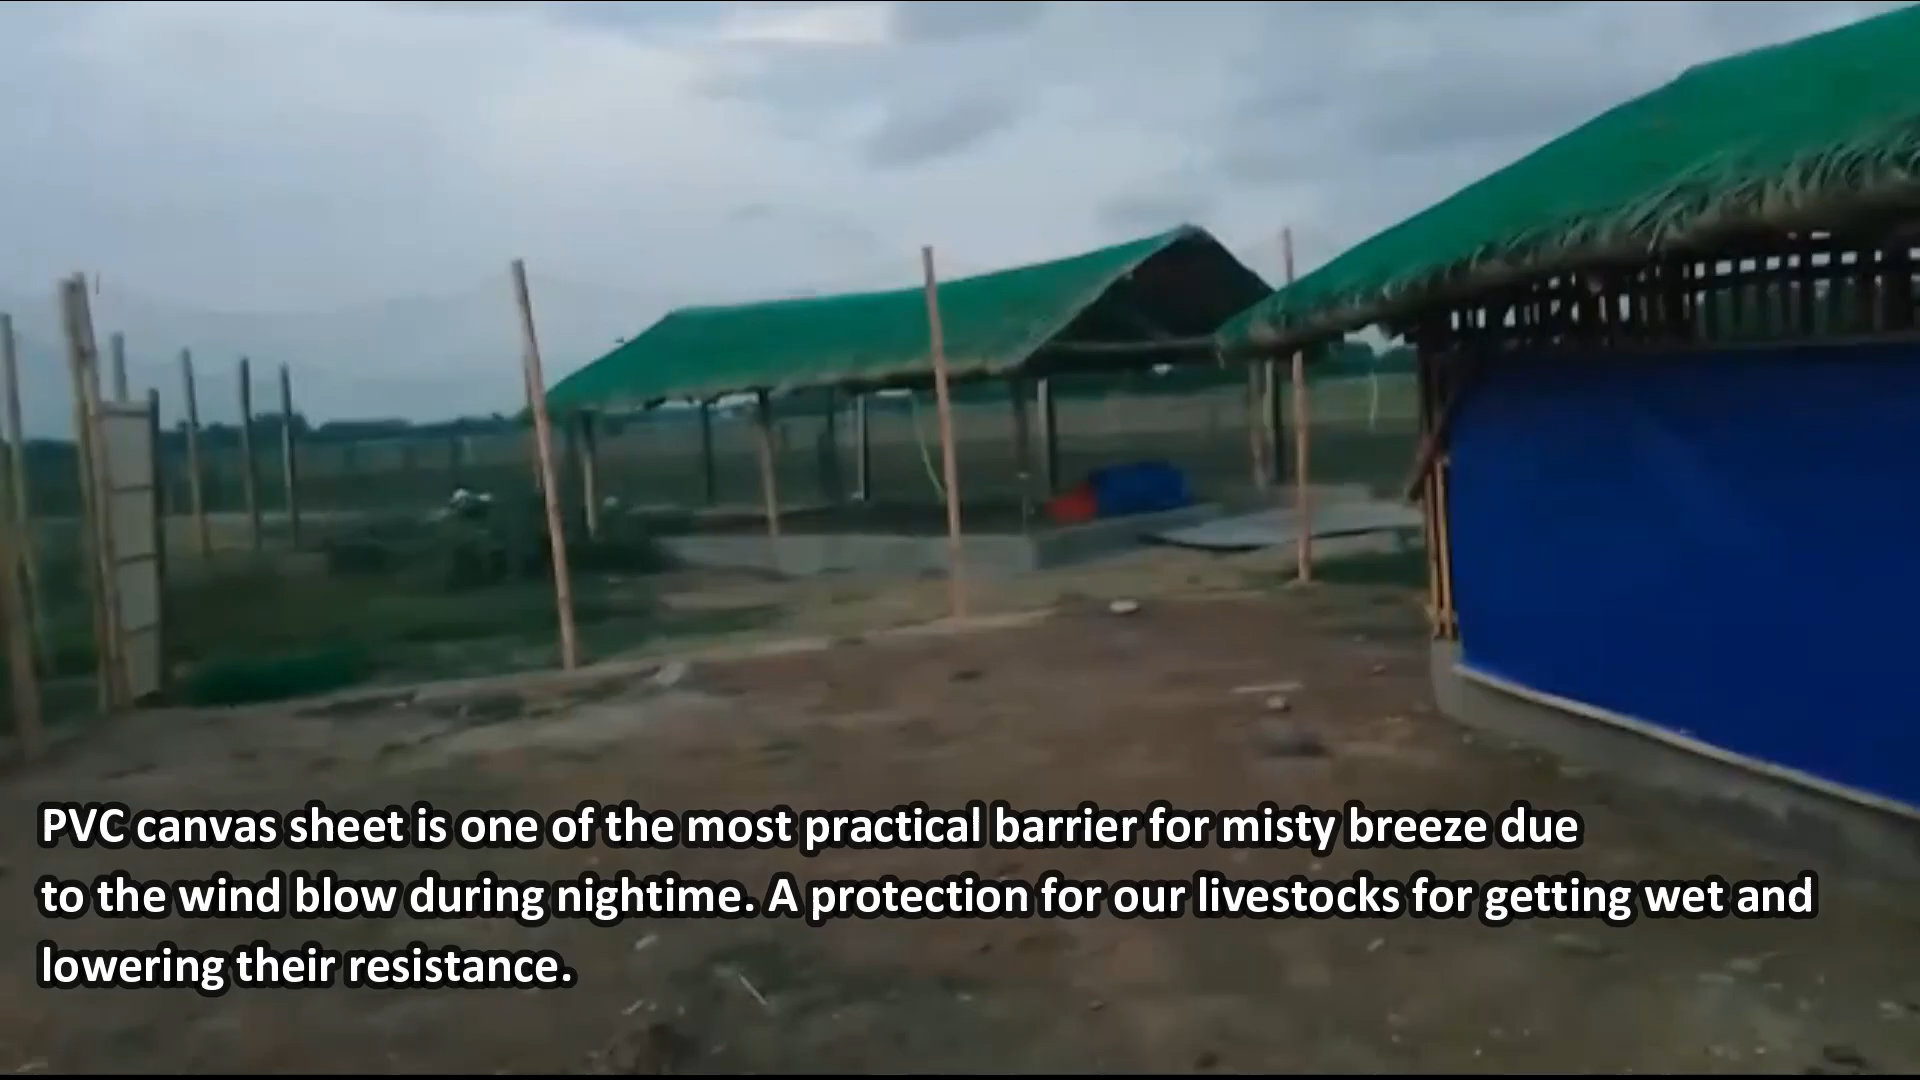 PVC canvas sheet is one of the most practical barrier for misty breeze due
to the wind blow during nightime. A protection for our livestocks for getting wet and
lowering their resistance.